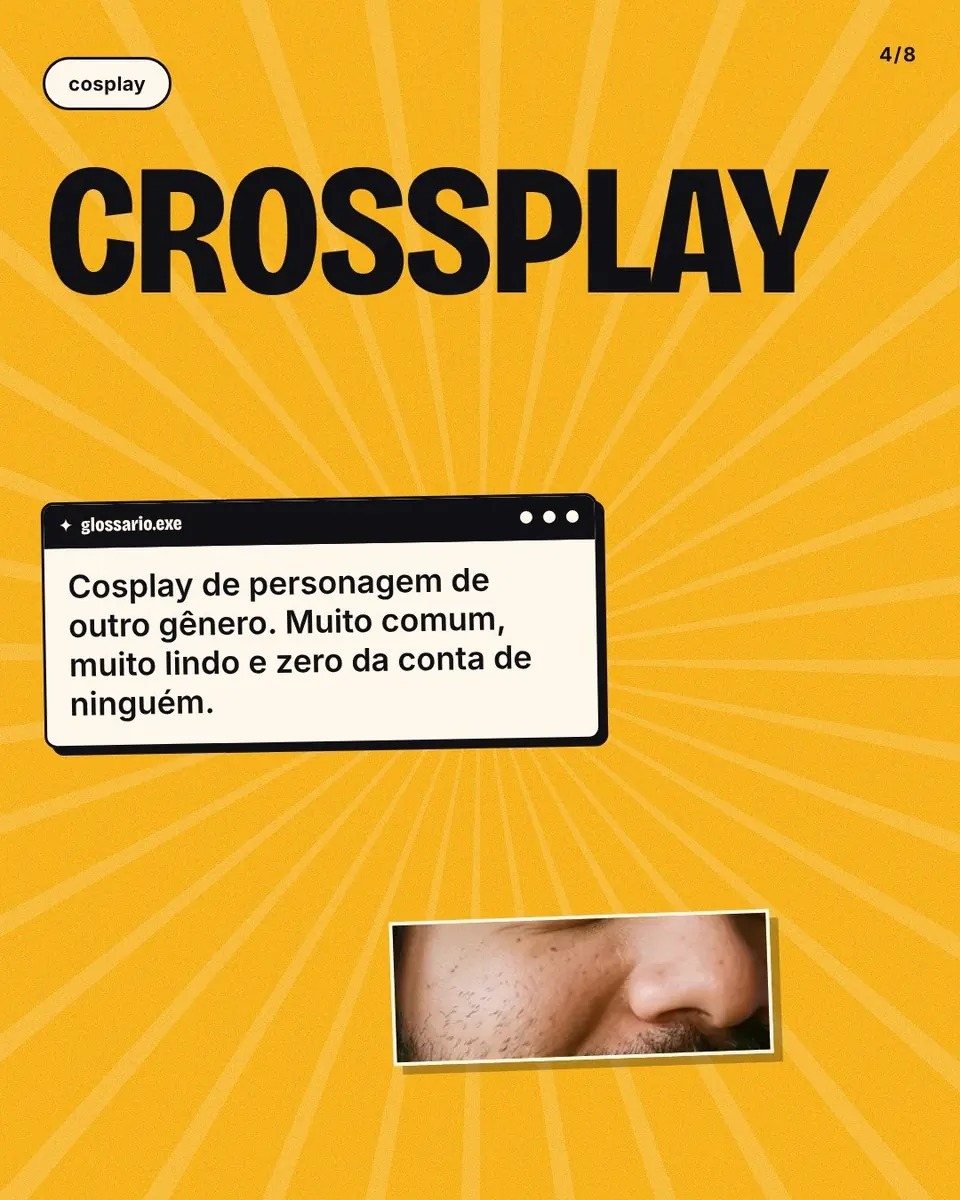 4/8
cosplay
CROSSPLAY
✦ glossario.exe
Cosplay de personagem de
outro gênero. Muito comum,
muito lindo e zero da conta de
ninguém.